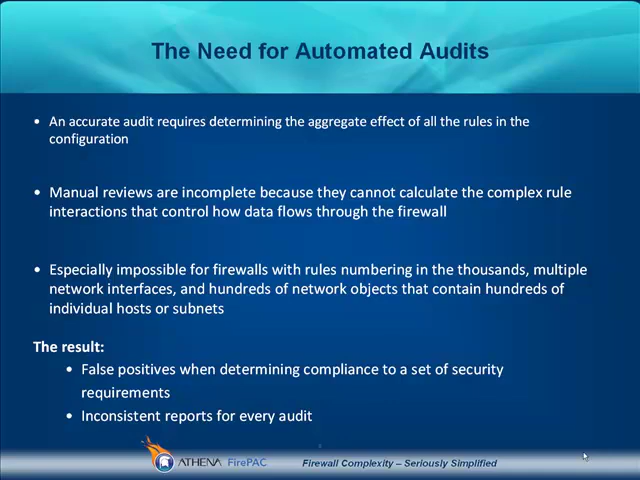 The Need for Automated Audits
• An accurate audit requires determining the aggregate effect of all the rules in the
configuration
• Manual reviews are incomplete because they cannot calculate the complex rule
interactions that control how data flows through the firewall
• Especially impossible for firewalls with rules numbering in the thousands, multiple
network interfaces, and hundreds of network objects that contain hundreds of
individual hosts or subnets
The result:
• False positives when determining compliance to a set of security
requirements
• Inconsistent reports for every audit
ATHENA FirePAC
Firewall Complexity – Seriously Simplified